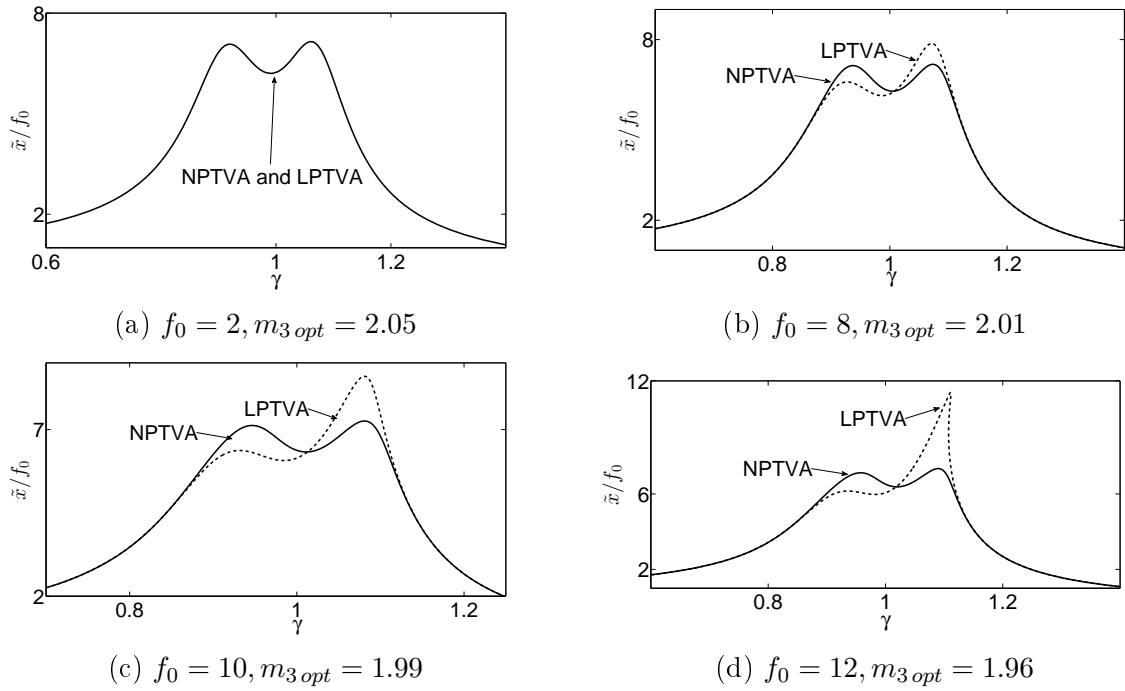 8
2
x̃/f₀
NPTVA and LPTVA
0.6
1
1.2
γ
(a) f₀ = 2, m₃ ₒₚₜ = 2.05
8
2
x̃/f₀
LPTVA
NPTVA
0.8
1
1.2
γ
(b) f₀ = 8, m₃ ₒₚₜ = 2.01
7
2
x̃/f₀
LPTVA
NPTVA
0.8
1
1.2
γ
(c) f₀ = 10, m₃ ₒₚₜ = 1.99
12
6
2
x̃/f₀
LPTVA
NPTVA
0.8
1
1.2
γ
(d) f₀ = 12, m₃ ₒₚₜ = 1.96